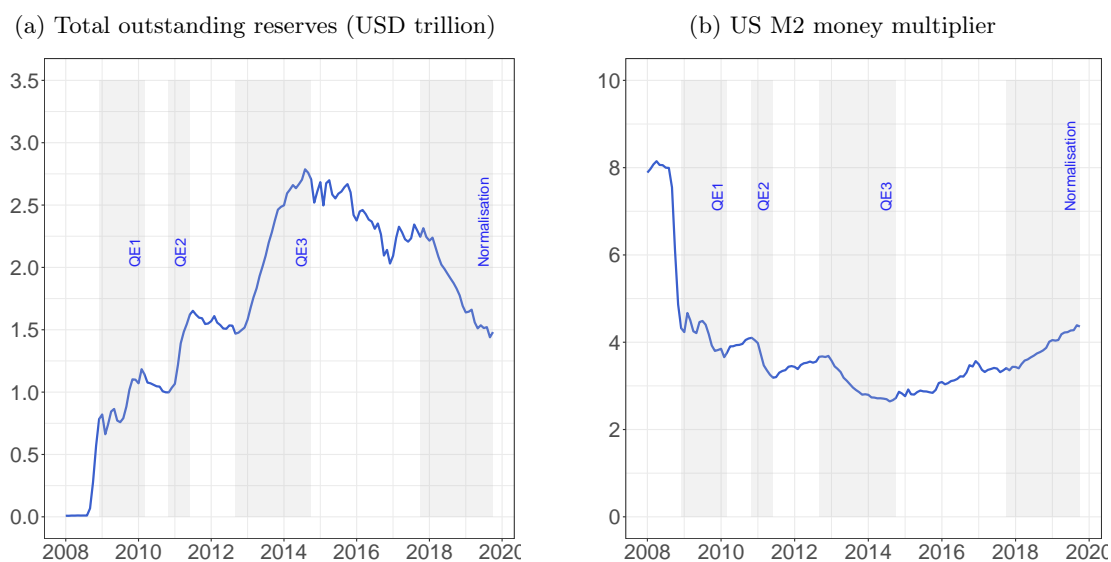 (a) Total outstanding reserves (USD trillion)
3.5
3.0
2.5
2.0
1.5
1.0
0.5
0.0
QE1
QE2
QE3
Normalisation
2008 2010 2012 2014 2016 2018 2020
(b) US M2 money multiplier
10
8
6
4
2
0
QE1
QE2
QE3
Normalisation
2008 2010 2012 2014 2016 2018 2020